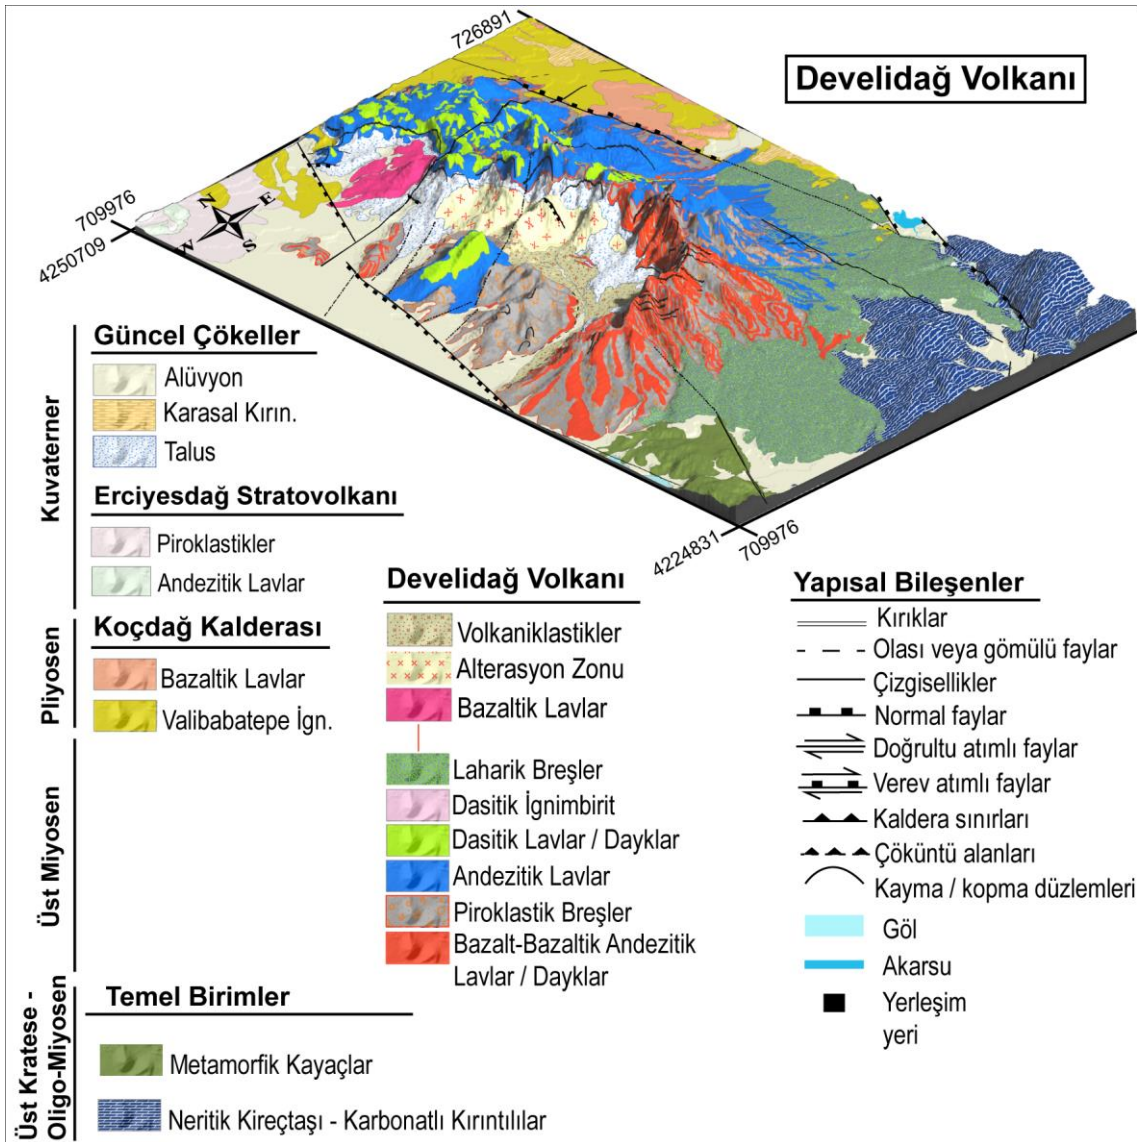 Develidağ Volkanı
726891
709976
4250709
N
E
W
S
4224831
709976
Kuvaterner
Güncel Çökeller
Alüvyon
Karasal Kırın.
Talus
Erciyesdağ Stratovolkanı
Piroklastikler
Andezitik Lavlar
Pliyosen
Koçdağ Kalderası
Bazaltik Lavlar
Valibabatepe İgn.
Üst Miyosen
Develidağ Volkanı
Volkaniklastikler
Alterasyon Zonu
Bazaltik Lavlar
Laharik Breşler
Dasitik İgnimbirit
Dasitik Lavlar / Dayklar
Andezitik Lavlar
Piroklastik Breşler
Bazalt-Bazaltik Andezitik
Lavlar / Dayklar
Yapısal Bileşenler
Kırıklar
Olası veya gömülü faylar
Çizgisellikler
Normal faylar
Doğrultu atımlı faylar
Verev atımlı faylar
Kaldera sınırları
Çöküntü alanları
Kayma / kopma düzlemleri
Göl
Akarsu
Yerleşim
yeri
Üst Kratese -
Oligo-Miyosen
Temel Birimler
Metamorfik Kayaçlar
Neritik Kireçtaşı - Karbonatlı Kırıntılılar